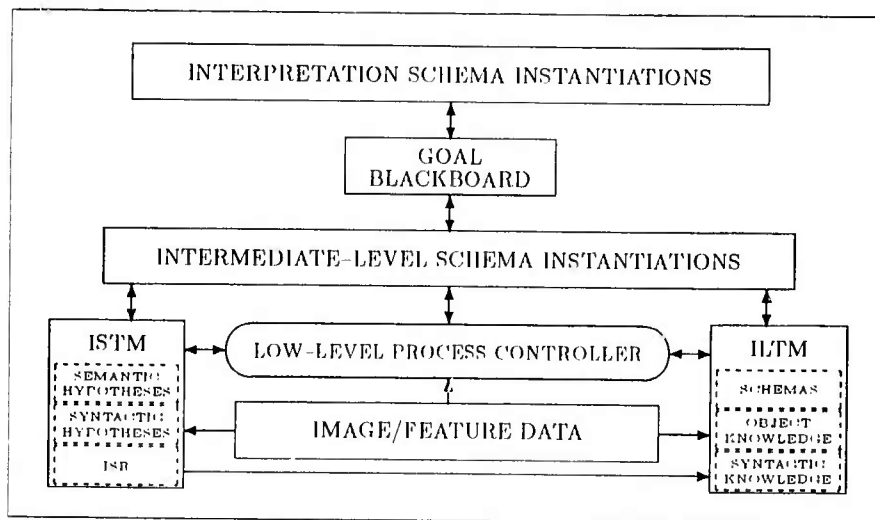 INTERPRETATION SCHEMA INSTANTIATIONS
GOAL
BLACKBOARD
INTERMEDIATE-LEVEL SCHEMA INSTANTIATIONS
ISTM
SEMANTIC
HYPOTHESES
SYNTACTIC
HYPOTHESES
ISR
LOW-LEVEL PROCESS CONTROLLER
IMAGE/FEATURE DATA
ILTM
SCHEMAS
OBJECT
KNOWLEDGE
SYNTACTIC
KNOWLEDGE